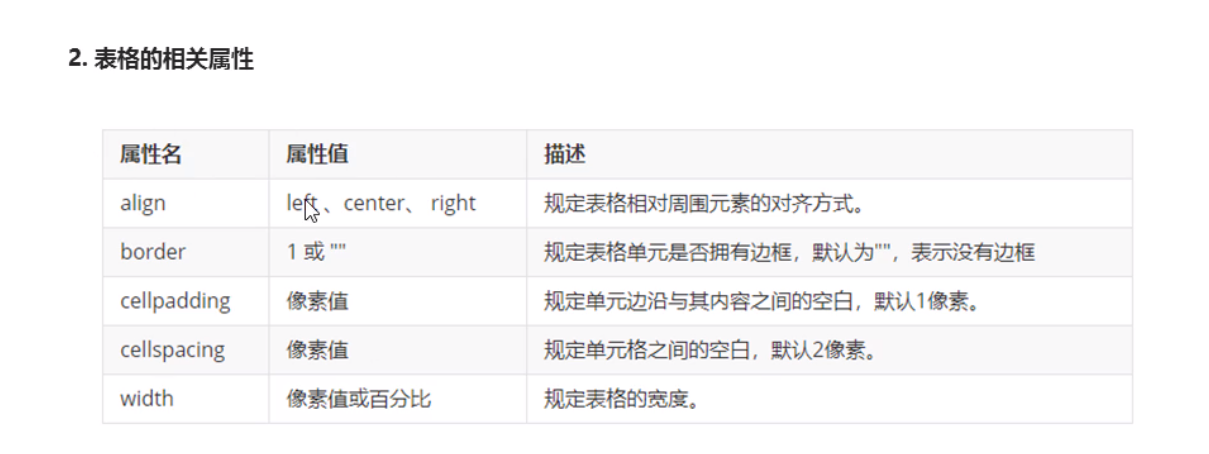 2. 表格的相关属性
属性名 属性值 描述
align left 、center、 right 规定表格相对周围元素的对齐方式。
border 1 或 "" 规定表格单元是否拥有边框，默认为""，表示没有边框
cellpadding 像素值 规定单元边沿与其内容之间的空白，默认1像素。
cellspacing 像素值 规定单元格之间的空白，默认2像素。
width 像素值或百分比 规定表格的宽度。